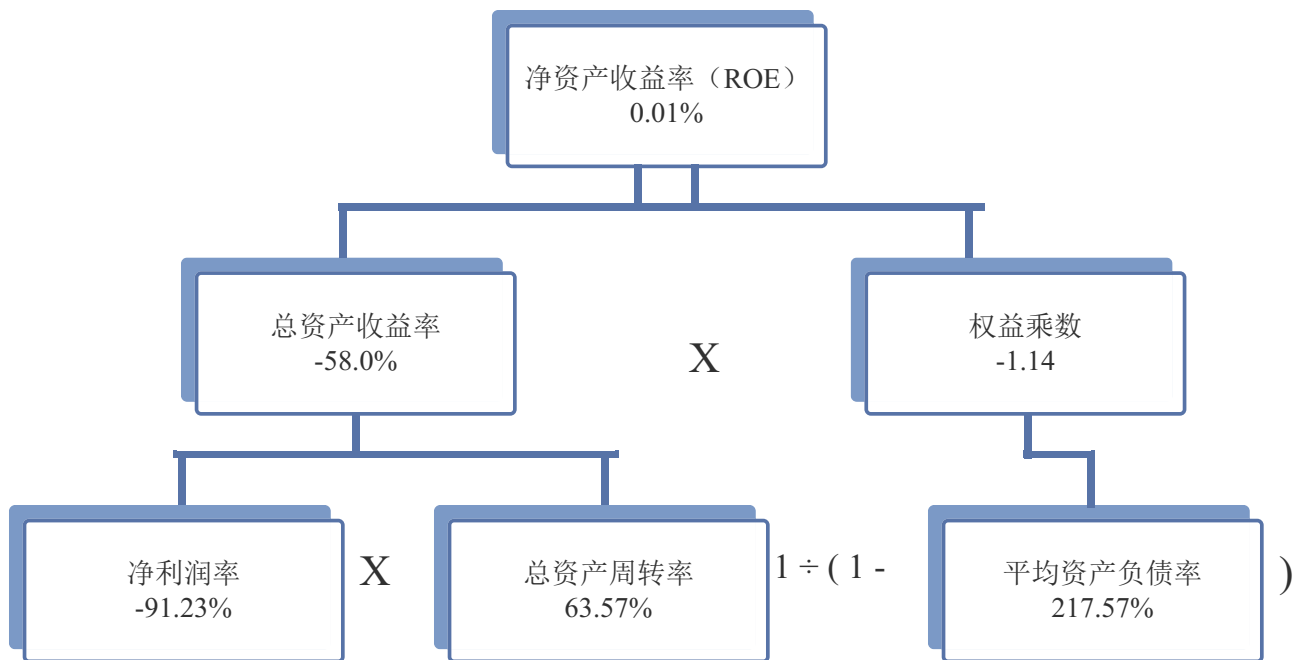 净资产收益率（ROE）
0.01%
总资产收益率
-58.0%
X
权益乘数
-1.14
净利润率
-91.23%
X
总资产周转率
63.57%
1 ÷ ( 1 -
平均资产负债率
217.57%
)